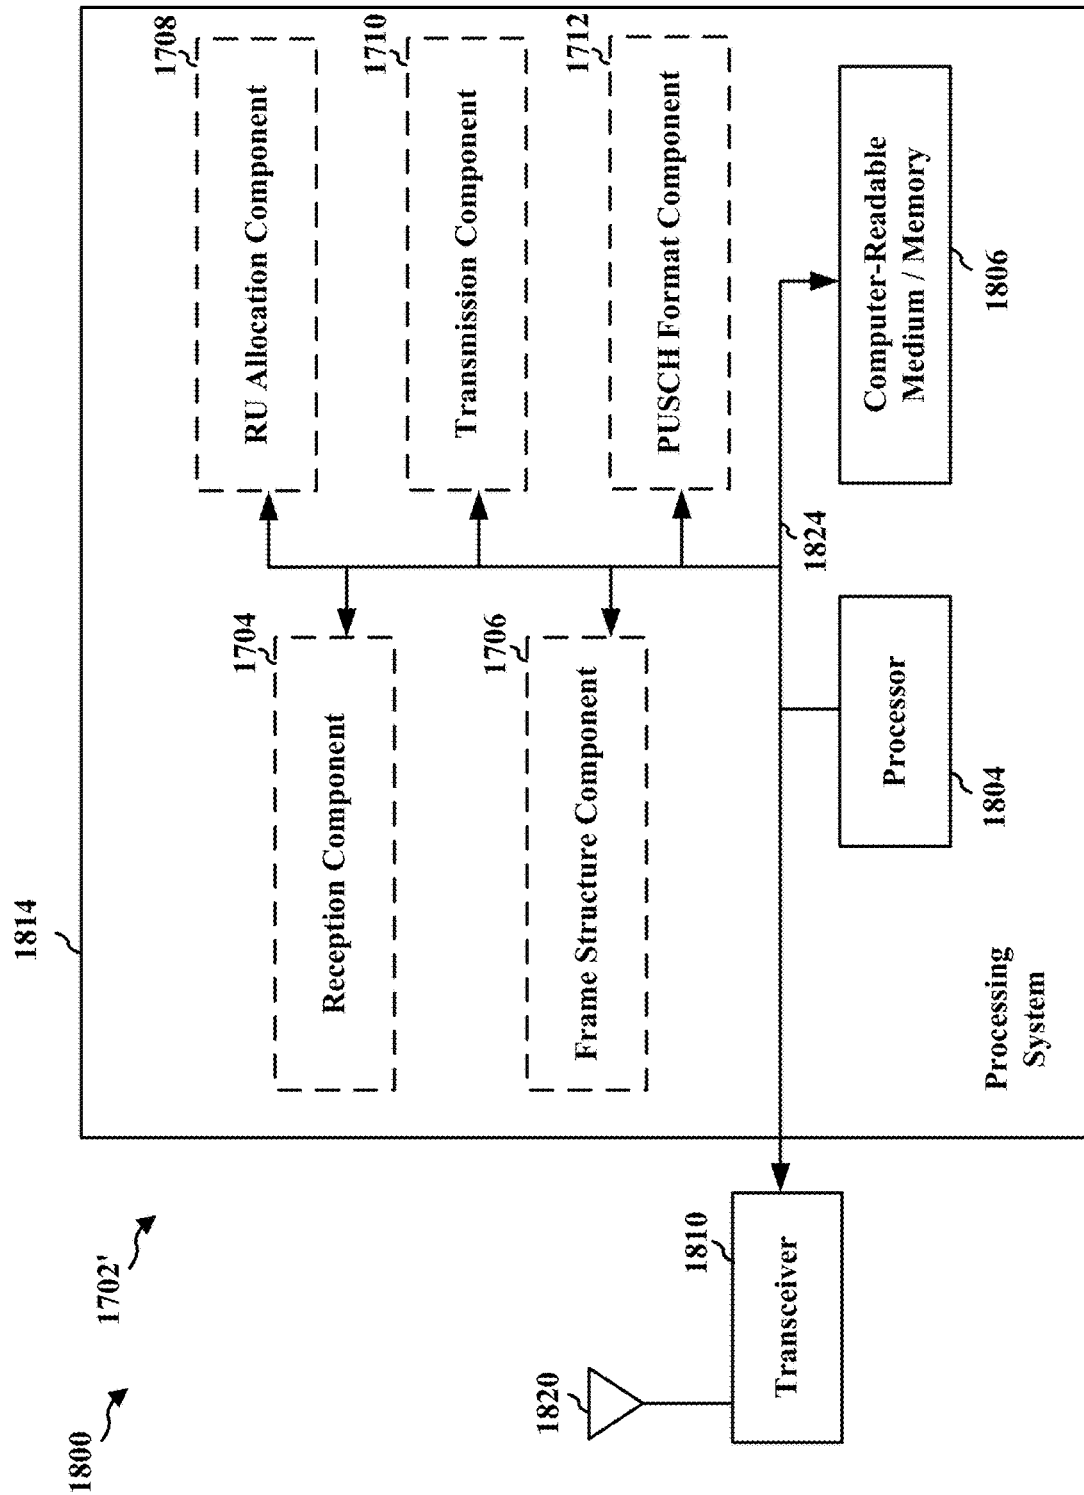 1800
1702'
1814
1820
1810
Transceiver
Reception Component
1704
RU Allocation Component
1708
Frame Structure Component
1706
Transmission Component
1710
PUSCH Format Component
1712
1824
Processor
1804
Computer-Readable
Medium / Memory
1806
Processing
System